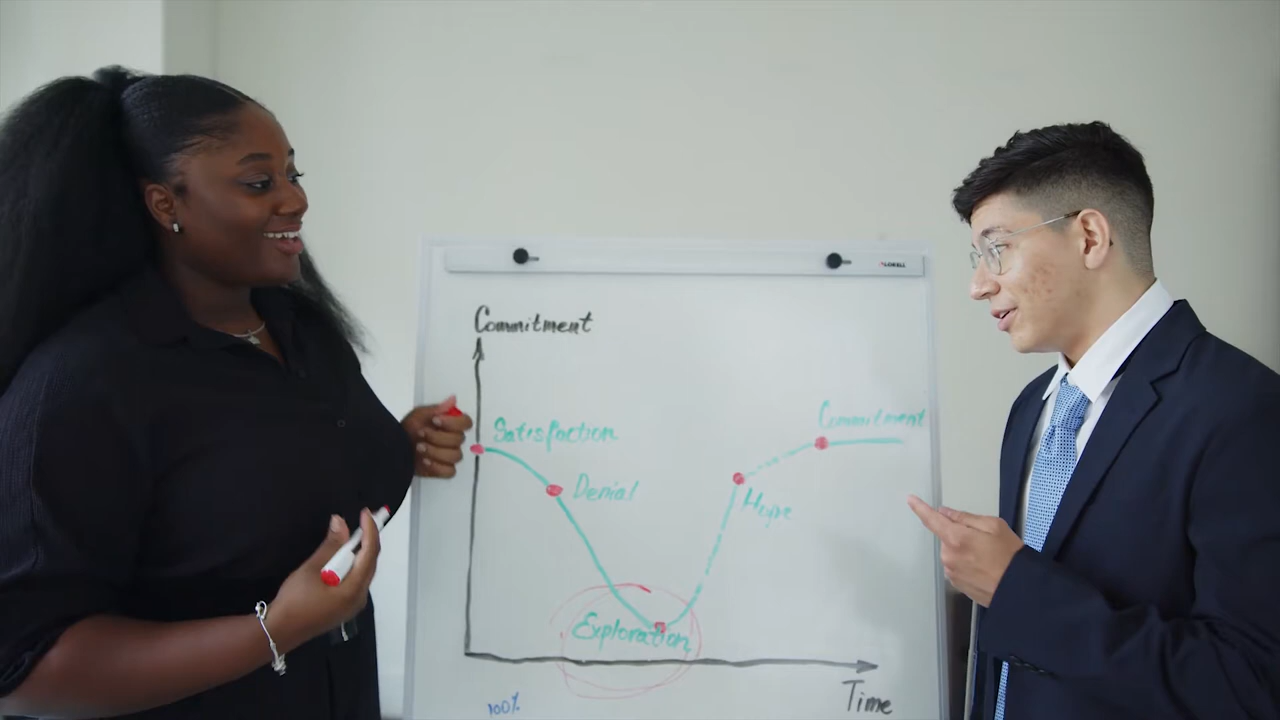 Commitment
Satisfaction
Commitment
Denial
Hope
Exploration
Time
100%